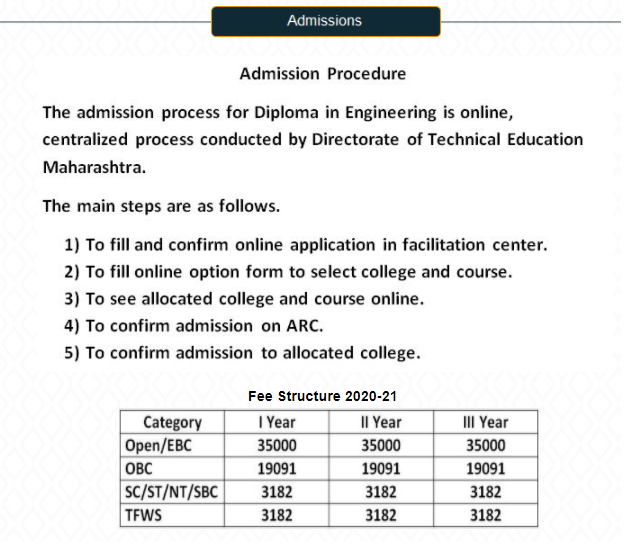 Admissions
Admission Procedure
The admission process for Diploma in Engineering is online,
centralized process conducted by Directorate of Technical Education
Maharashtra.
The main steps are as follows.
1) To fill and confirm online application in facilitation center.
2) To fill online option form to select college and course.
3) To see allocated college and course online.
4) To confirm admission on ARC.
5) To confirm admission to allocated college.
Fee Structure 2020-21
Category I Year II Year III Year
Open/EBC 35000 35000 35000
OBC 19091 19091 19091
SC/ST/NT/SBC 3182 3182 3182
TFWS 3182 3182 3182